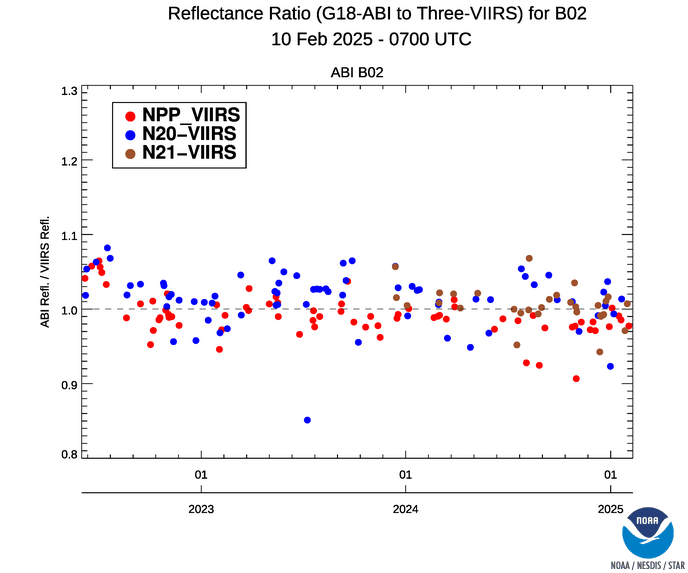 Reflectance Ratio (G18-ABI to Three-VIIRS) for B02
10 Feb 2025 - 0700 UTC
ABI B02
ABI Refl. / VIIRS Refl.
1.3
1.2
1.1
1.0
0.9
0.8
NPP_VIIRS
N20-VIIRS
N21-VIIRS
01 01 01
2023 2024 2025
NOAA
NOAA / NESDIS / STAR